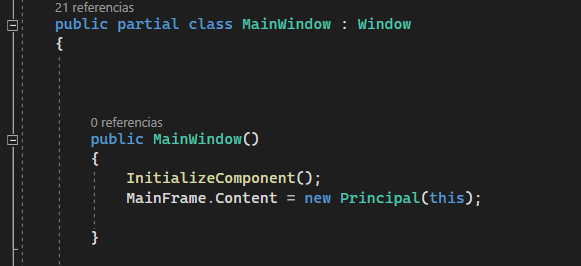 21 referencias
public partial class MainWindow : Window
{
0 referencias
public MainWindow()
{
InitializeComponent();
MainFrame.Content = new Principal(this);
}